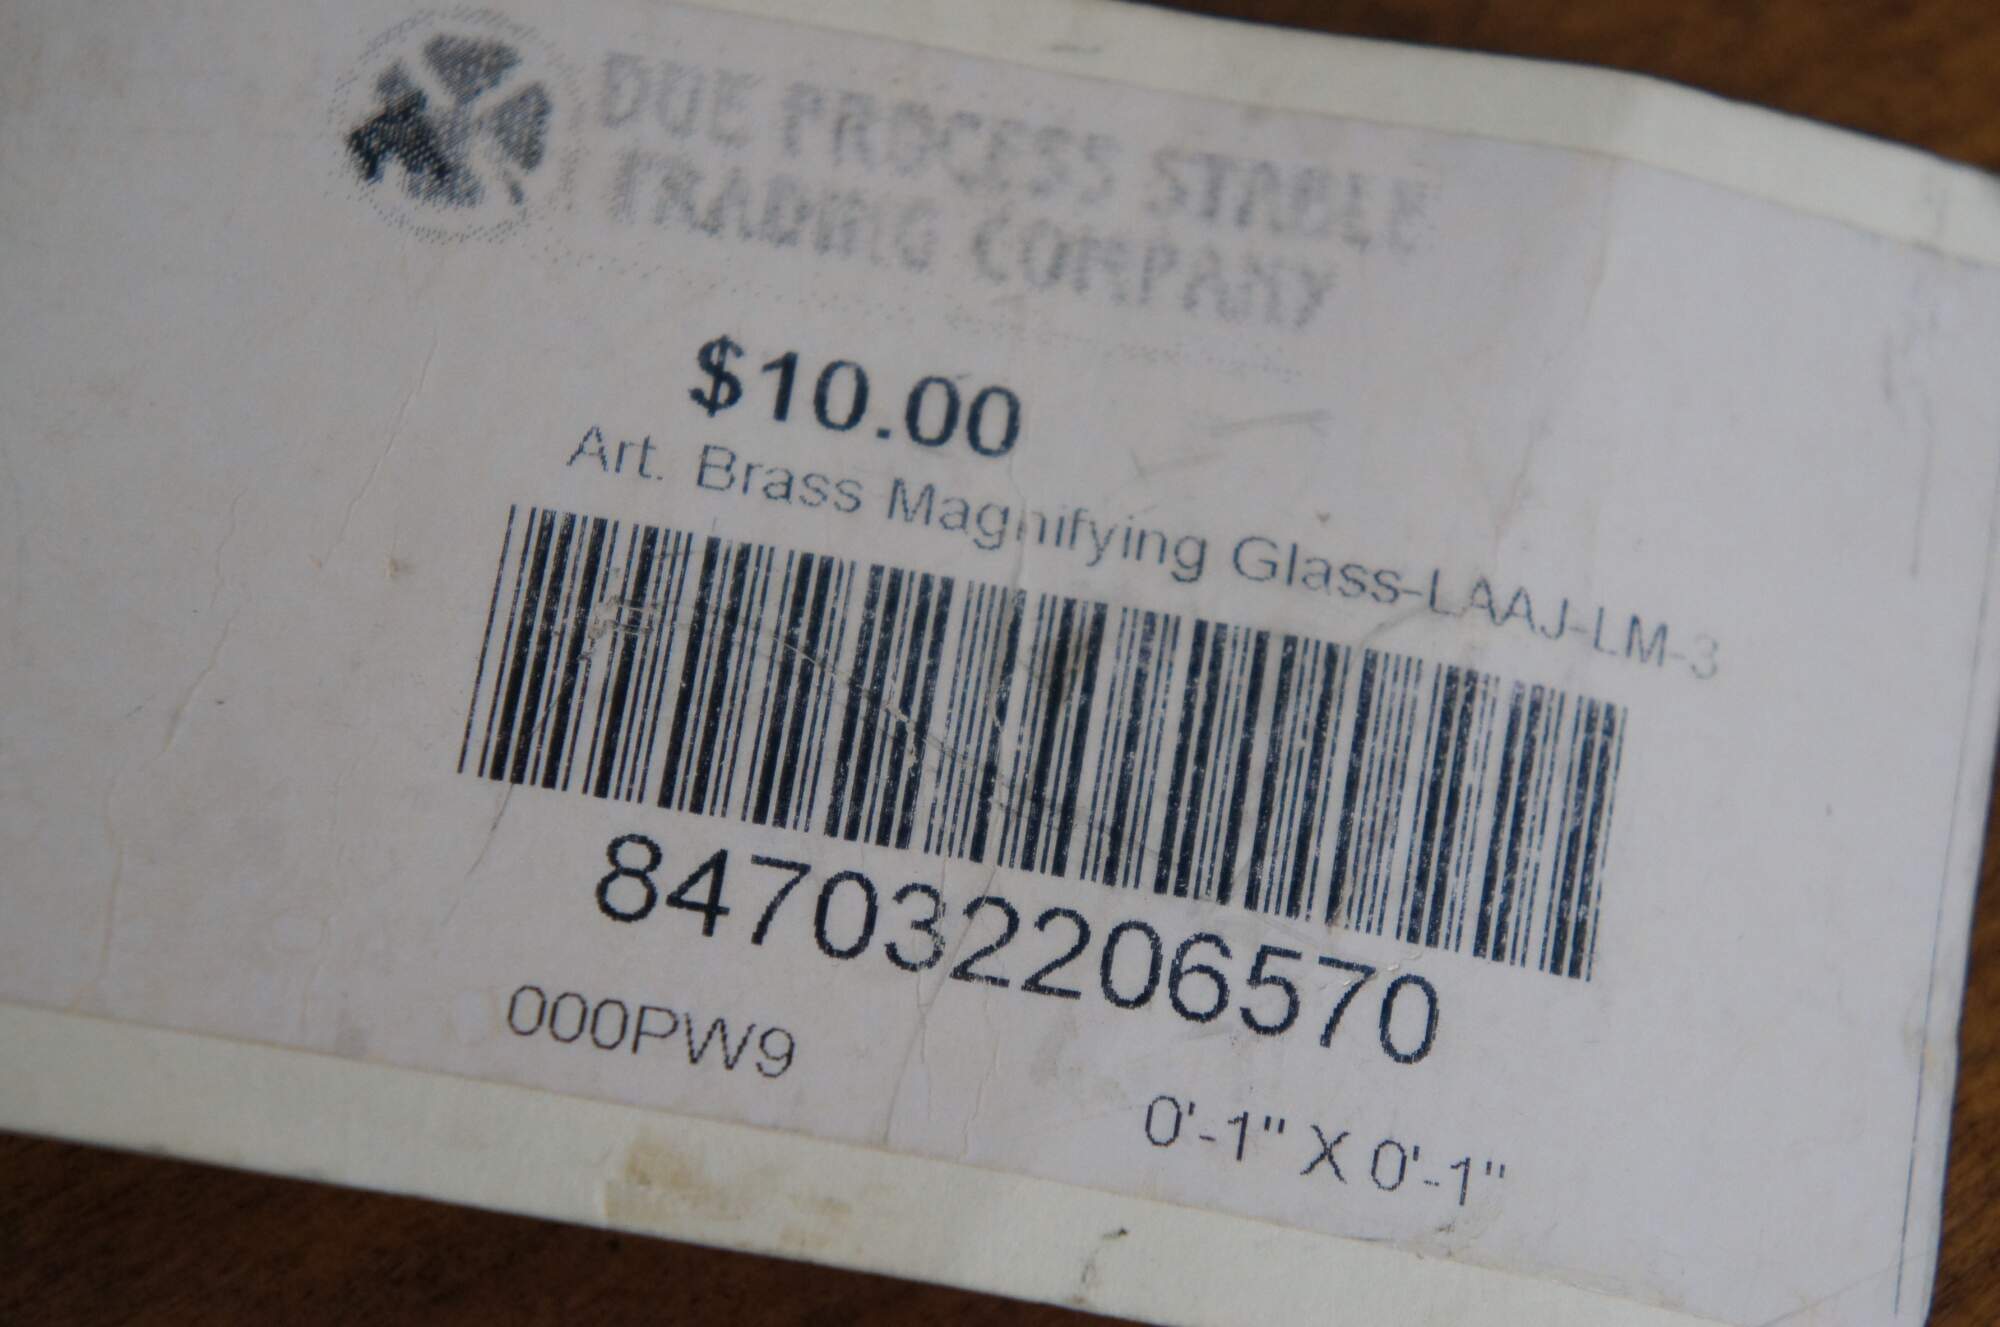 DUE PROCESS STABLE
TRADING COMPANY
$10.00
Art. Brass Magnifying Glass-LAAJ-LM-3
847032206570
000PW9
0'-1" X 0'-1"